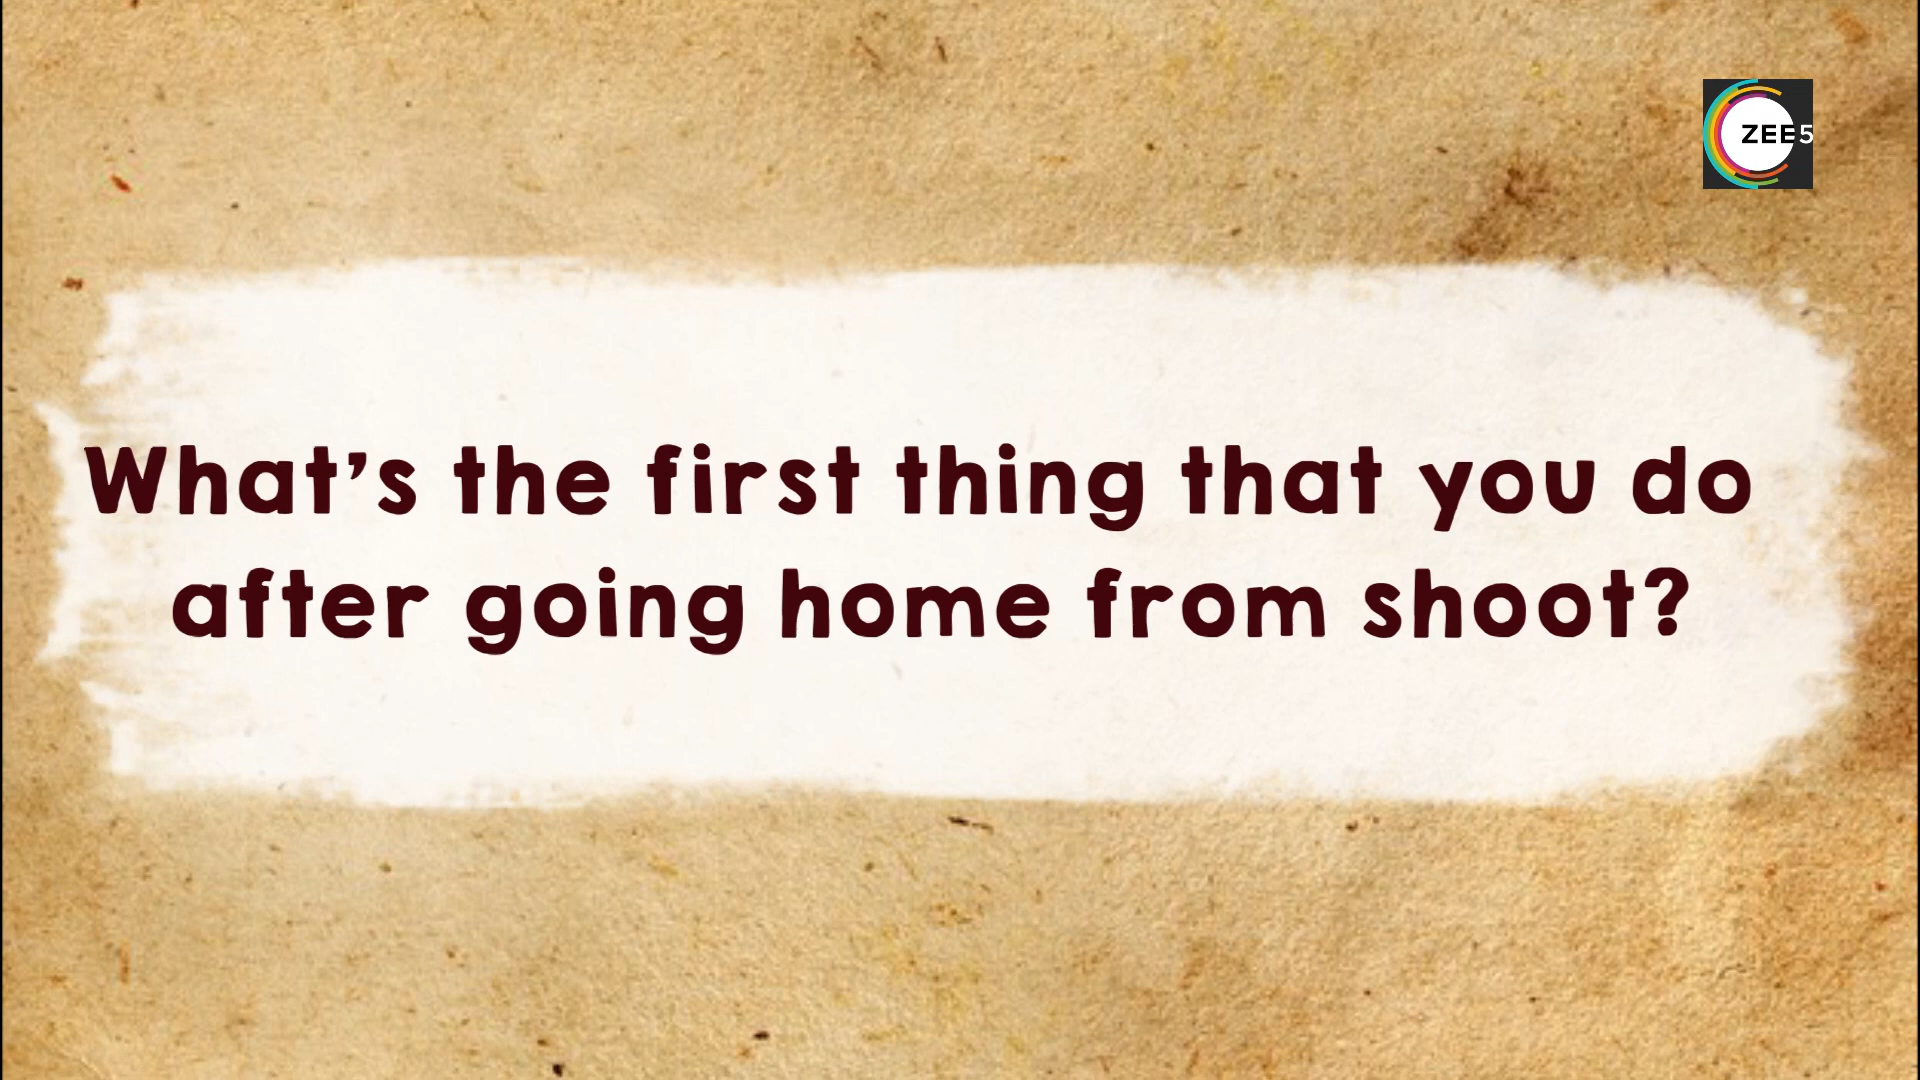 ZEE5
What's the first thing that you do
after going home from shoot?